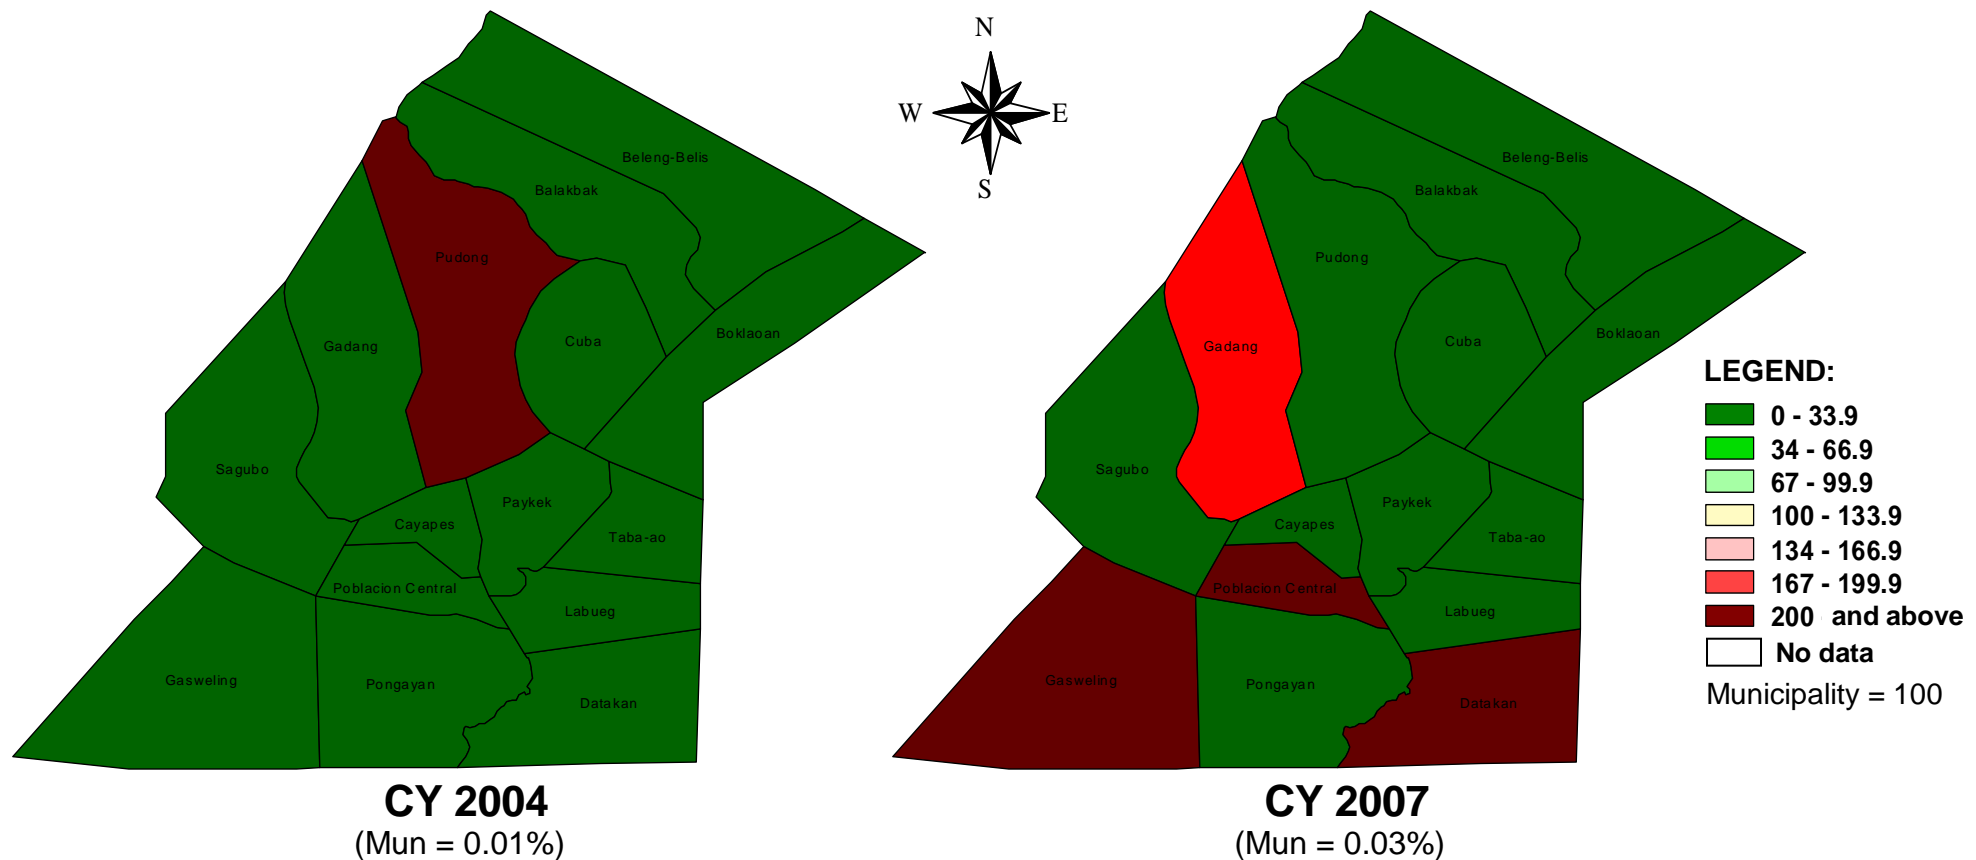 N
W
E
S
Beleng-Belis
Balakbak
Pudong
Cuba
Boklaoan
Gadang
Sagubo
Paykek
Cayapes
Taba-ao
Poblacion Central
Labueg
Gasweling
Pongayan
Datakan
CY 2004
(Mun = 0.01%)
Beleng-Belis
Balakbak
Pudong
Cuba
Boklaoan
Gadang
Sagubo
Paykek
Cayapes
Taba-ao
Poblacion Central
Labueg
Gasweling
Pongayan
Datakan
CY 2007
(Mun = 0.03%)
LEGEND:
0 - 33.9
34 - 66.9
67 - 99.9
100 - 133.9
134 - 166.9
167 - 199.9
200 and above
No data
Municipality = 100